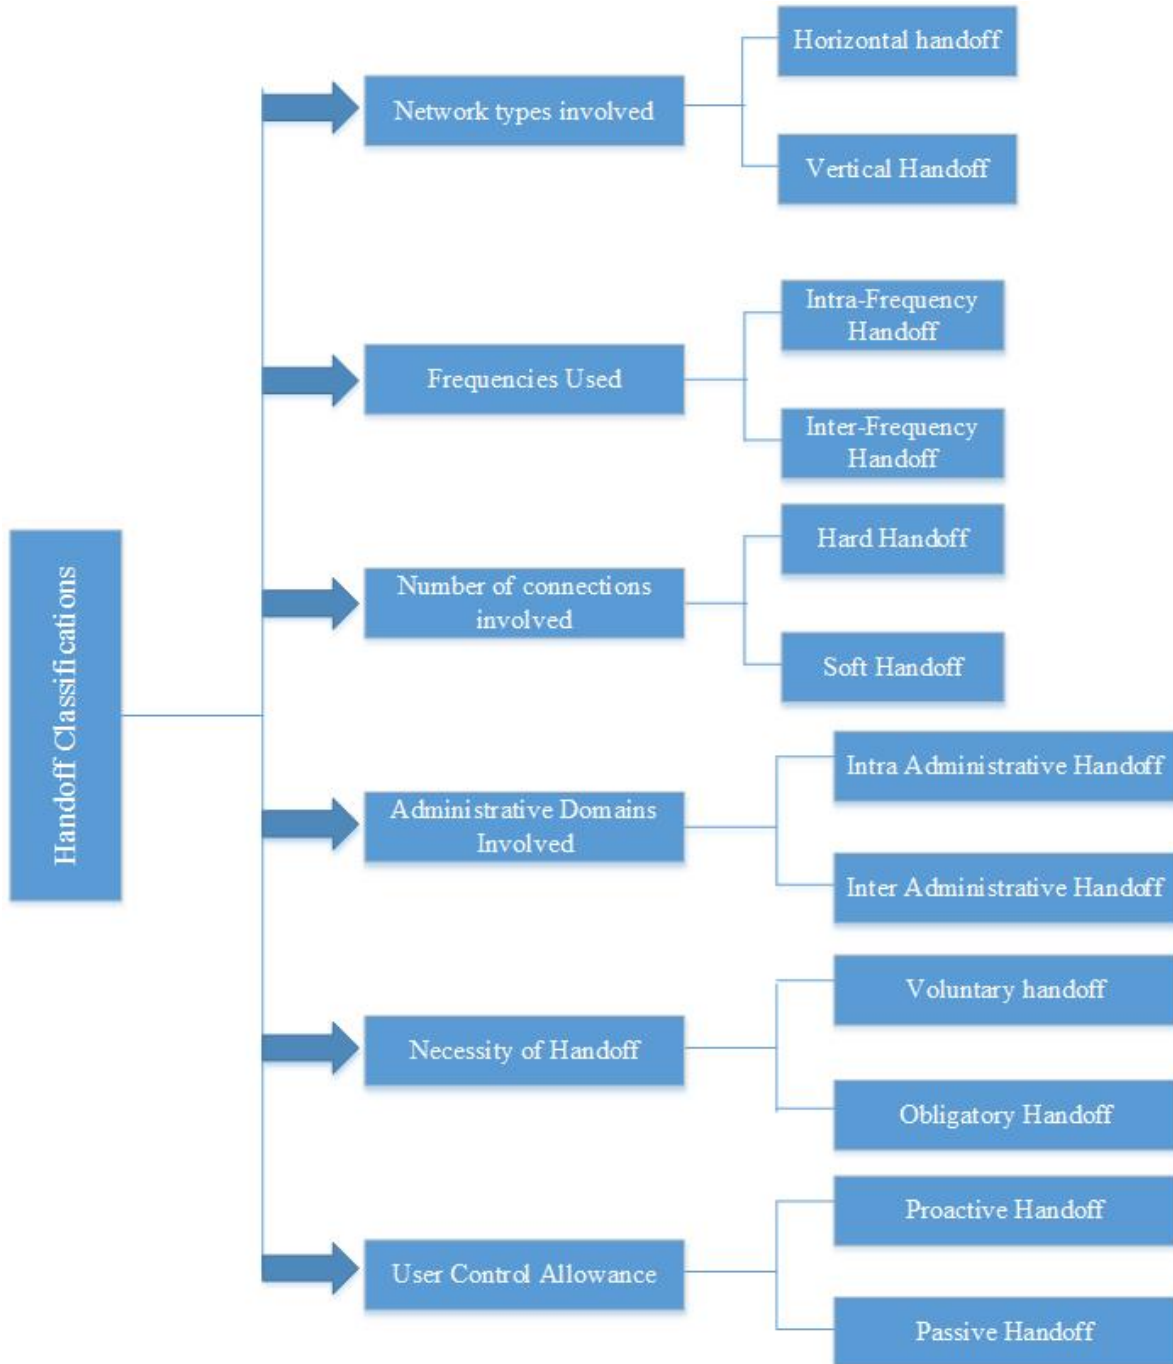 Handoff Classifications
Network types involved
Horizontal handoff
Vertical Handoff
Frequencies Used
Intra-Frequency
Handoff
Inter-Frequency
Handoff
Number of connections
involved
Hard Handoff
Soft Handoff
Administrative Domains
Involved
Intra Administrative Handoff
Inter Administrative Handoff
Necessity of Handoff
Voluntary handoff
Obligatory Handoff
User Control Allowance
Proactive Handoff
Passive Handoff